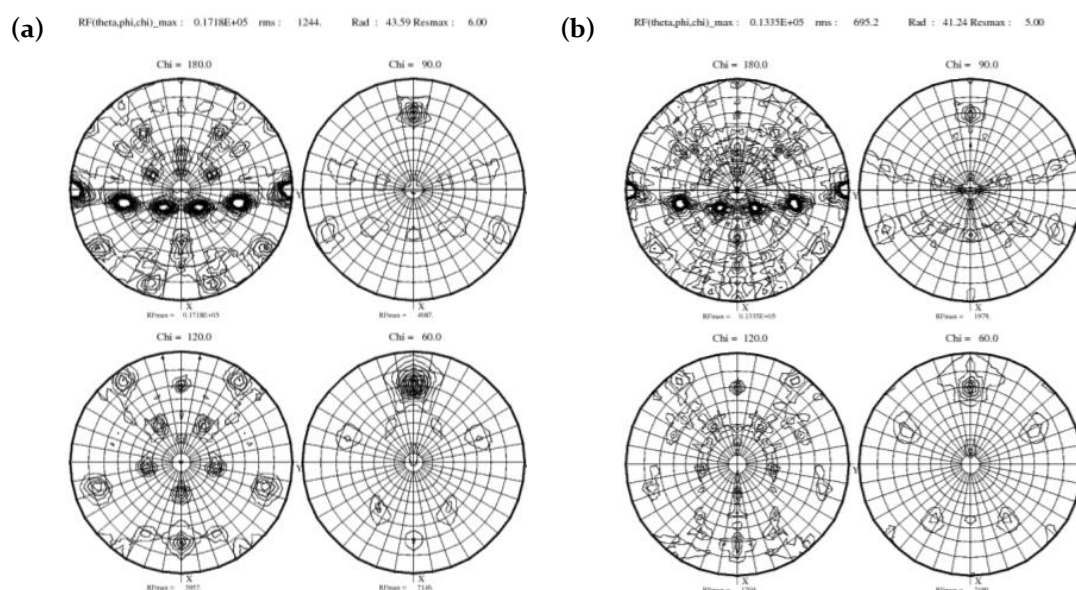 (a) RF(theta,phi,chi)_max : 0.1718E+05 rms : 1244. Rad : 43.59 Resmax : 6.00
Chi = 180.0 Chi = 90.0
Y
X X
RFmax = 0.1718E+05 RFmax = 4687.
Chi = 120.0 Chi = 60.0
Y
X X
RFmax = RFmax = 7146.
(b) RF(theta,phi,chi)_max : 0.1335E+05 rms : 695.2 Rad : 41.24 Resmax : 5.00
Chi = 180.0 Chi = 90.0
Y
X X
RFmax = 0.1335E+05 RFmax = 1979.
Chi = 120.0 Chi = 60.0
Y
X X
RFmax = RFmax =